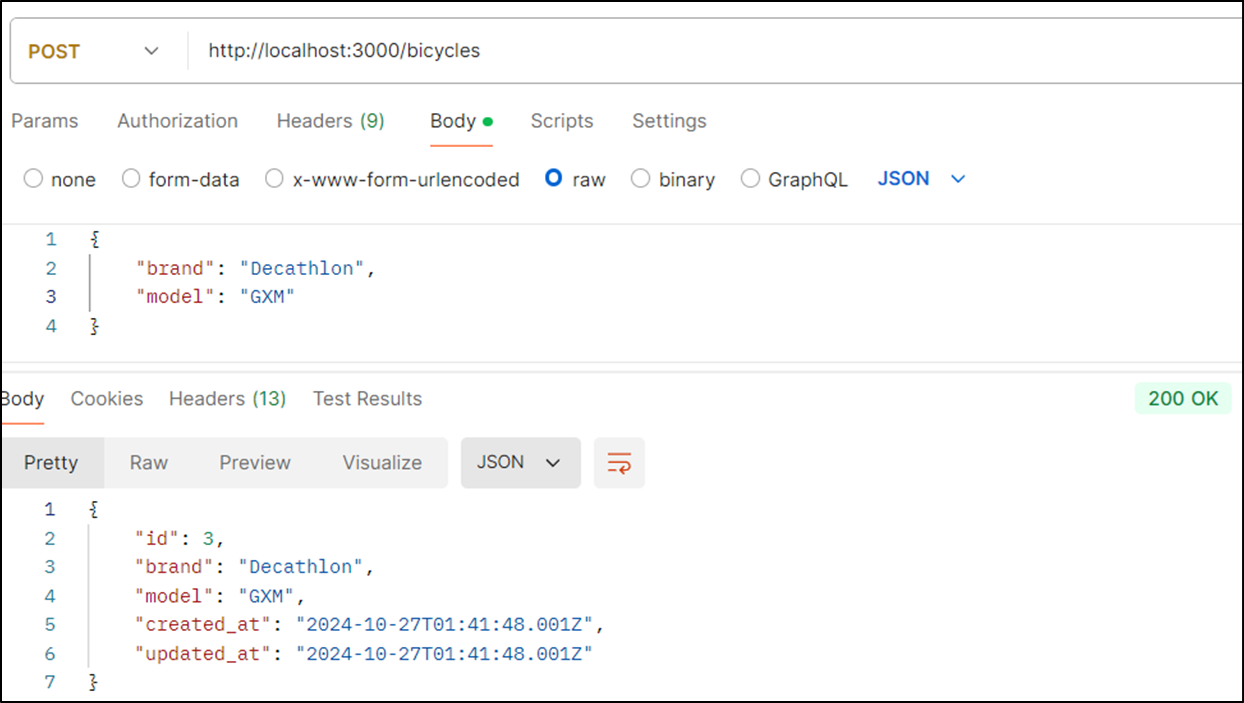 POST http://localhost:3000/bicycles
Params Authorization Headers (9) Body Scripts Settings
none form-data x-www-form-urlencoded raw binary GraphQL JSON
1 {
2 "brand": "Decathlon",
3 "model": "GXM"
4 }
Body Cookies Headers (13) Test Results 200 OK
Pretty Raw Preview Visualize JSON
1 {
2 "id": 3,
3 "brand": "Decathlon",
4 "model": "GXM",
5 "created_at": "2024-10-27T01:41:48.001Z",
6 "updated_at": "2024-10-27T01:41:48.001Z"
7 }